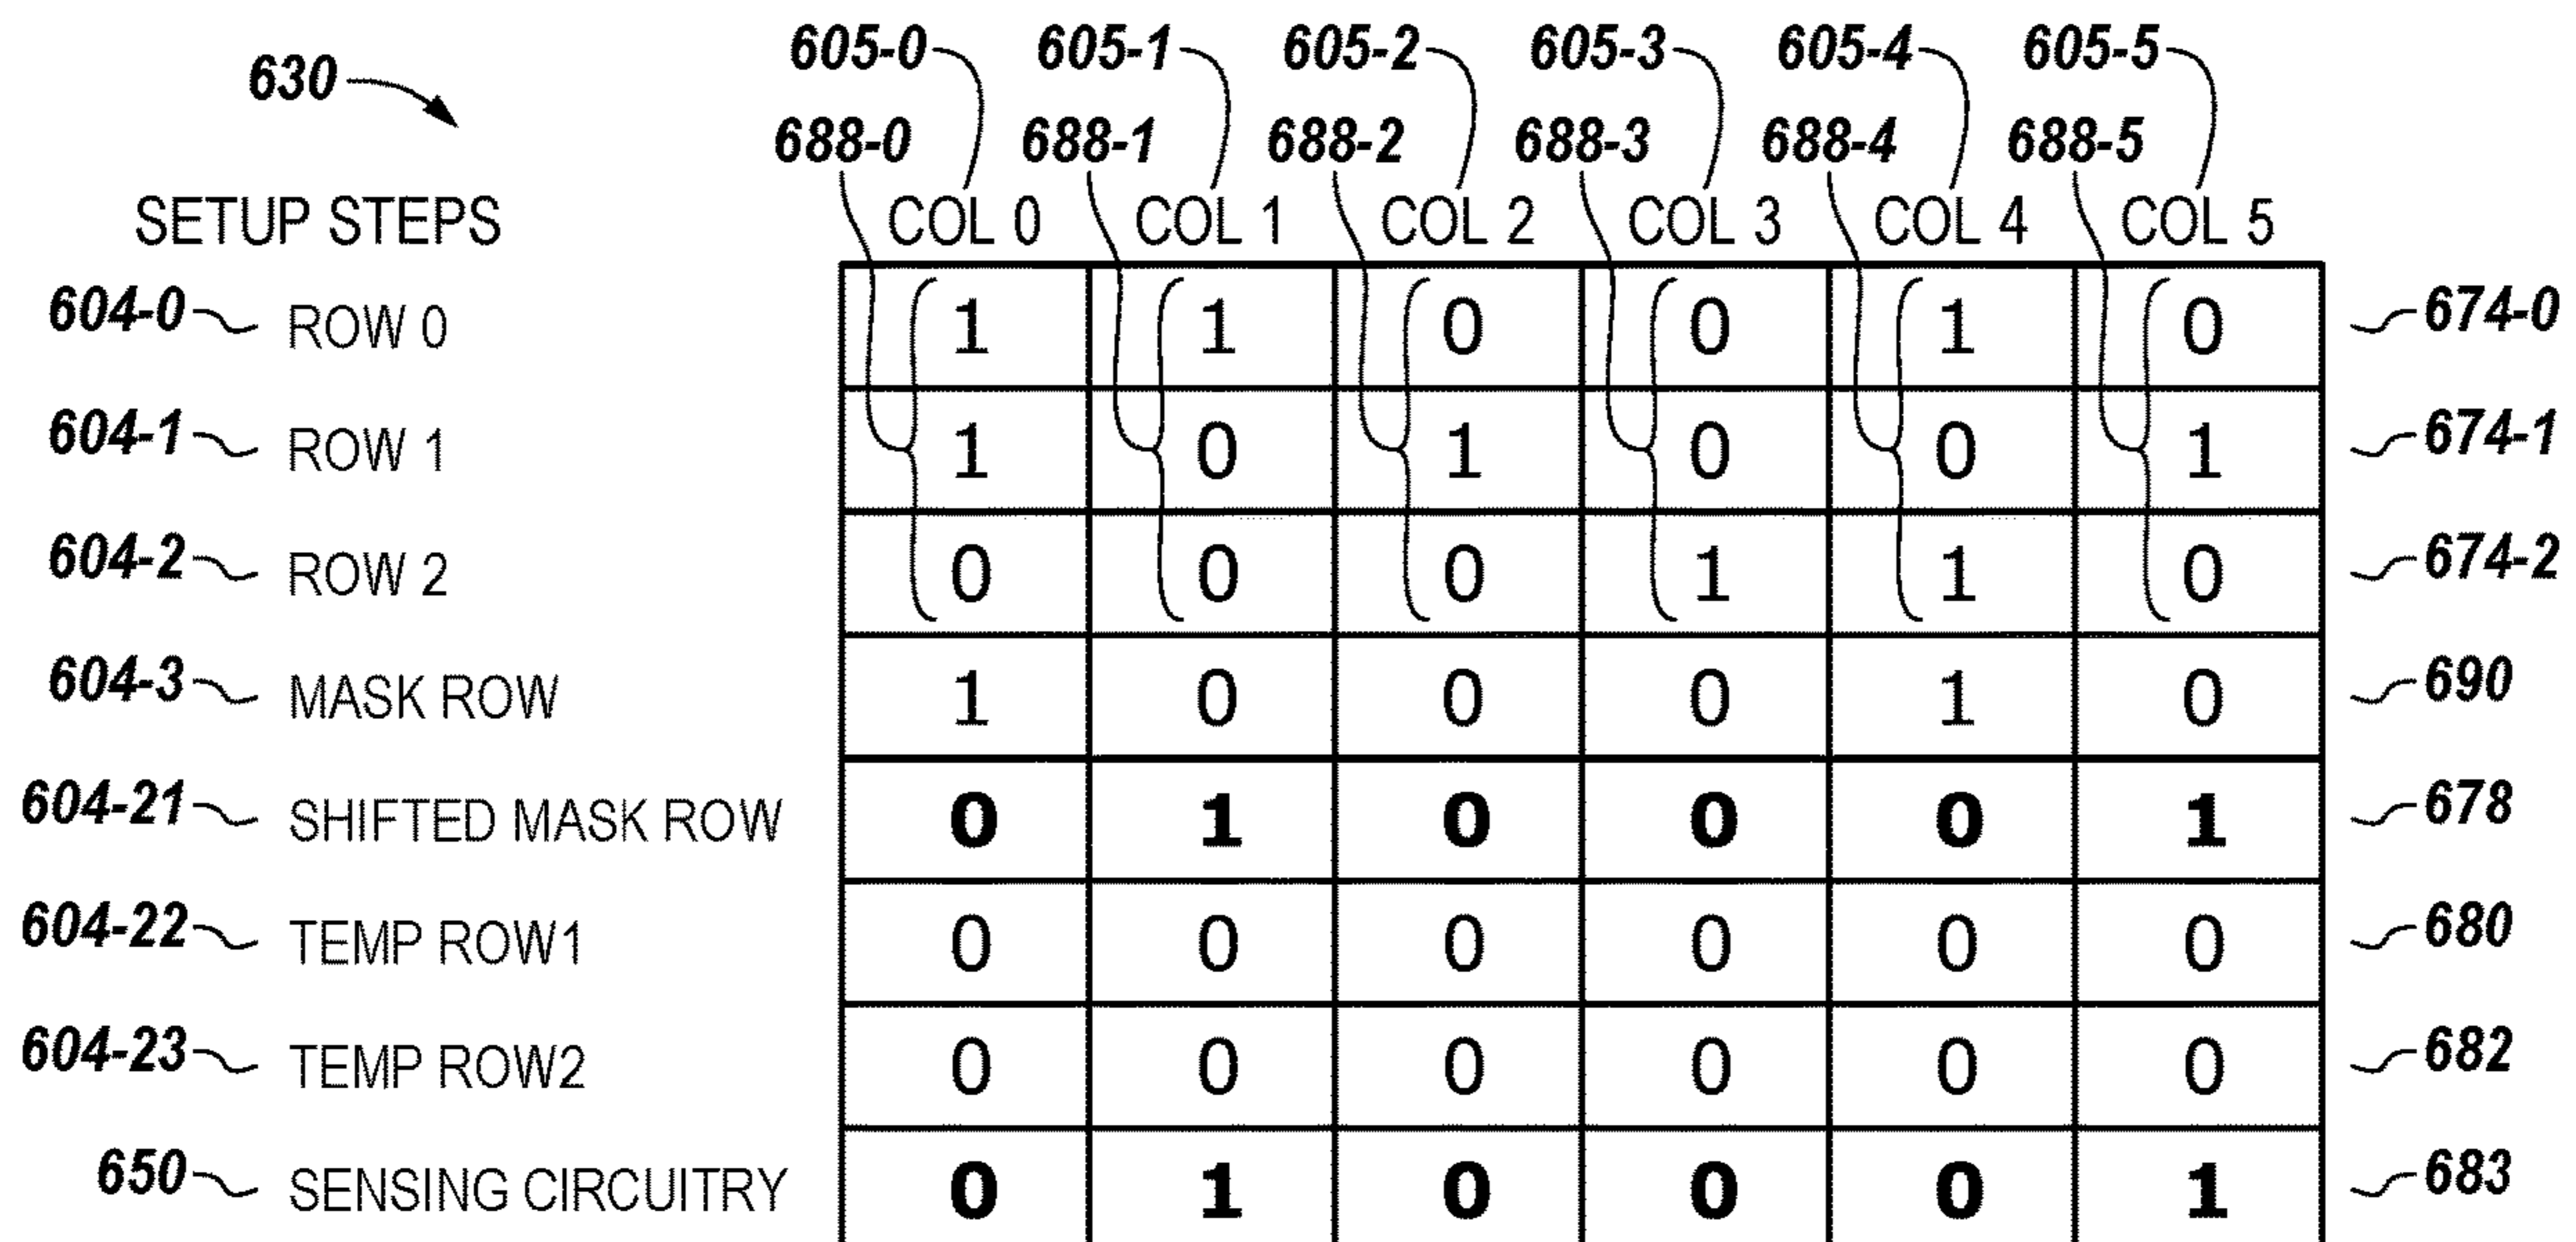 605-0 605-1 605-2 605-3 605-4 605-5
630
688-0 688-1 688-2 688-3 688-4 688-5
SETUP STEPS COL 0 COL 1 COL 2 COL 3 COL 4 COL 5
604-0 ROW 0 1 1 0 0 1 0 674-0
604-1 ROW 1 1 0 1 0 0 1 674-1
604-2 ROW 2 0 0 0 1 1 0 674-2
604-3 MASK ROW 1 0 0 0 1 0 690
604-21 SHIFTED MASK ROW 0 1 0 0 0 1 678
604-22 TEMP ROW1 0 0 0 0 0 0 680
604-23 TEMP ROW2 0 0 0 0 0 0 682
650 SENSING CIRCUITRY 0 1 0 0 0 1 683